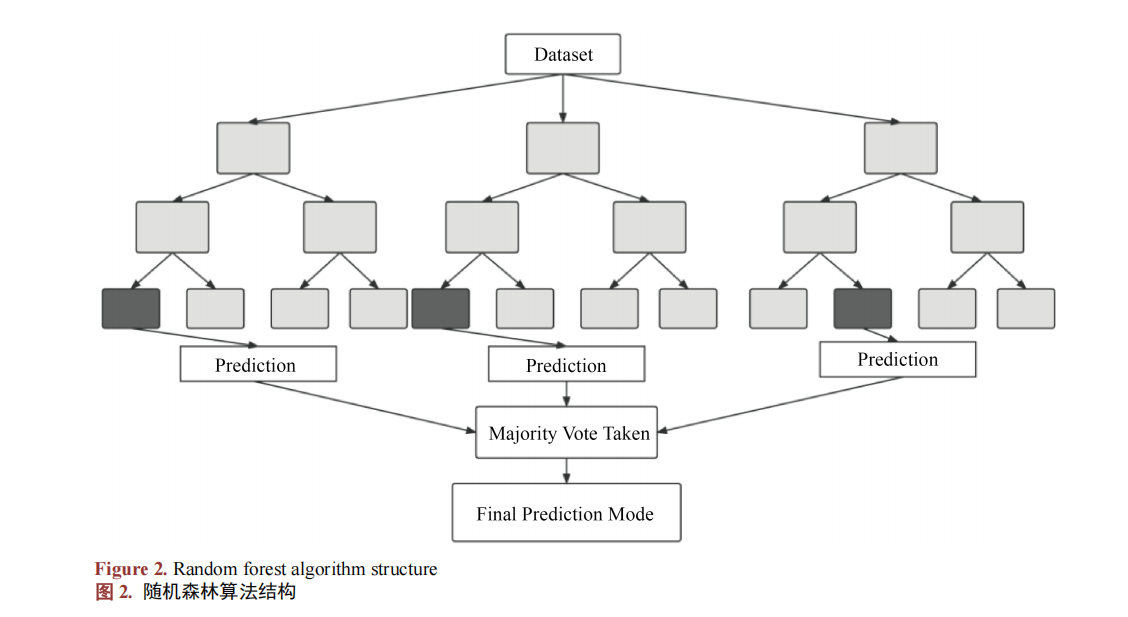 Dataset
Prediction
Prediction
Prediction
Majority Vote Taken
Final Prediction Mode
Figure 2. Random forest algorithm structure
图 2. 随机森林算法结构